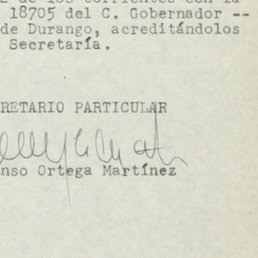 18705 del C. Gobernador --
de Durango, acreditándolos
Secretaría.
RETARIO PARTICULAR
nso Ortega Martínez